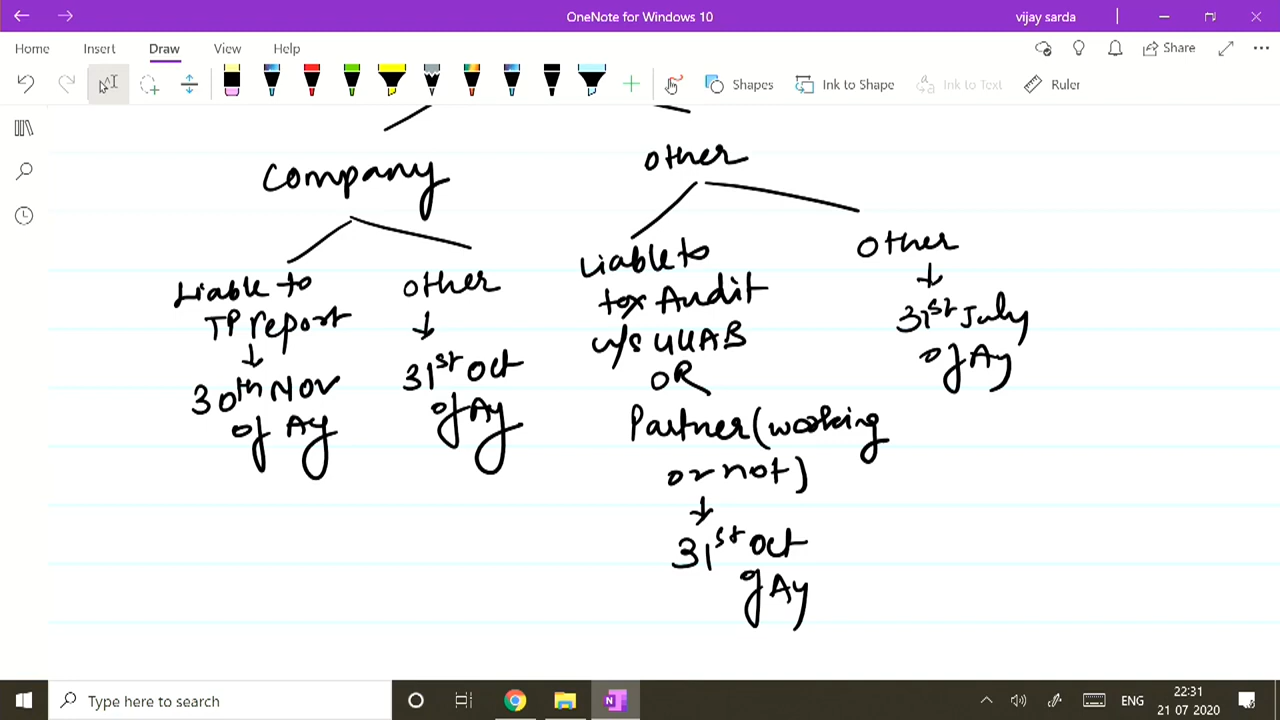 OneNote for Windows 10
vijay sarda
Home Insert Draw View Help
Share
Shapes
Ink to Shape
Ink to Text
Ruler
Company
other
Liable to
TP report
30th Nov
of AY
other
31st Oct
of AY
Liable to
tax Audit
u/s 44AB
OR
Partner (working
or not)
31st Oct
of AY
Other
31st July
of AY
Type here to search
ENG
22:31
21 07 2020